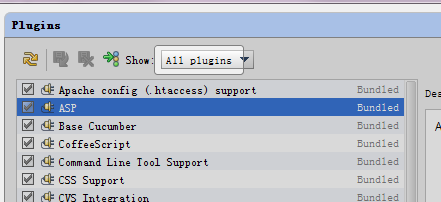 Plugins
Show: All plugins
Apache config (.htaccess) support Bundled
ASP Bundled
Base Cucumber Bundled
CoffeeScript Bundled
Command Line Tool Support Bundled
CSS Support Bundled
CVS Integration Bundled